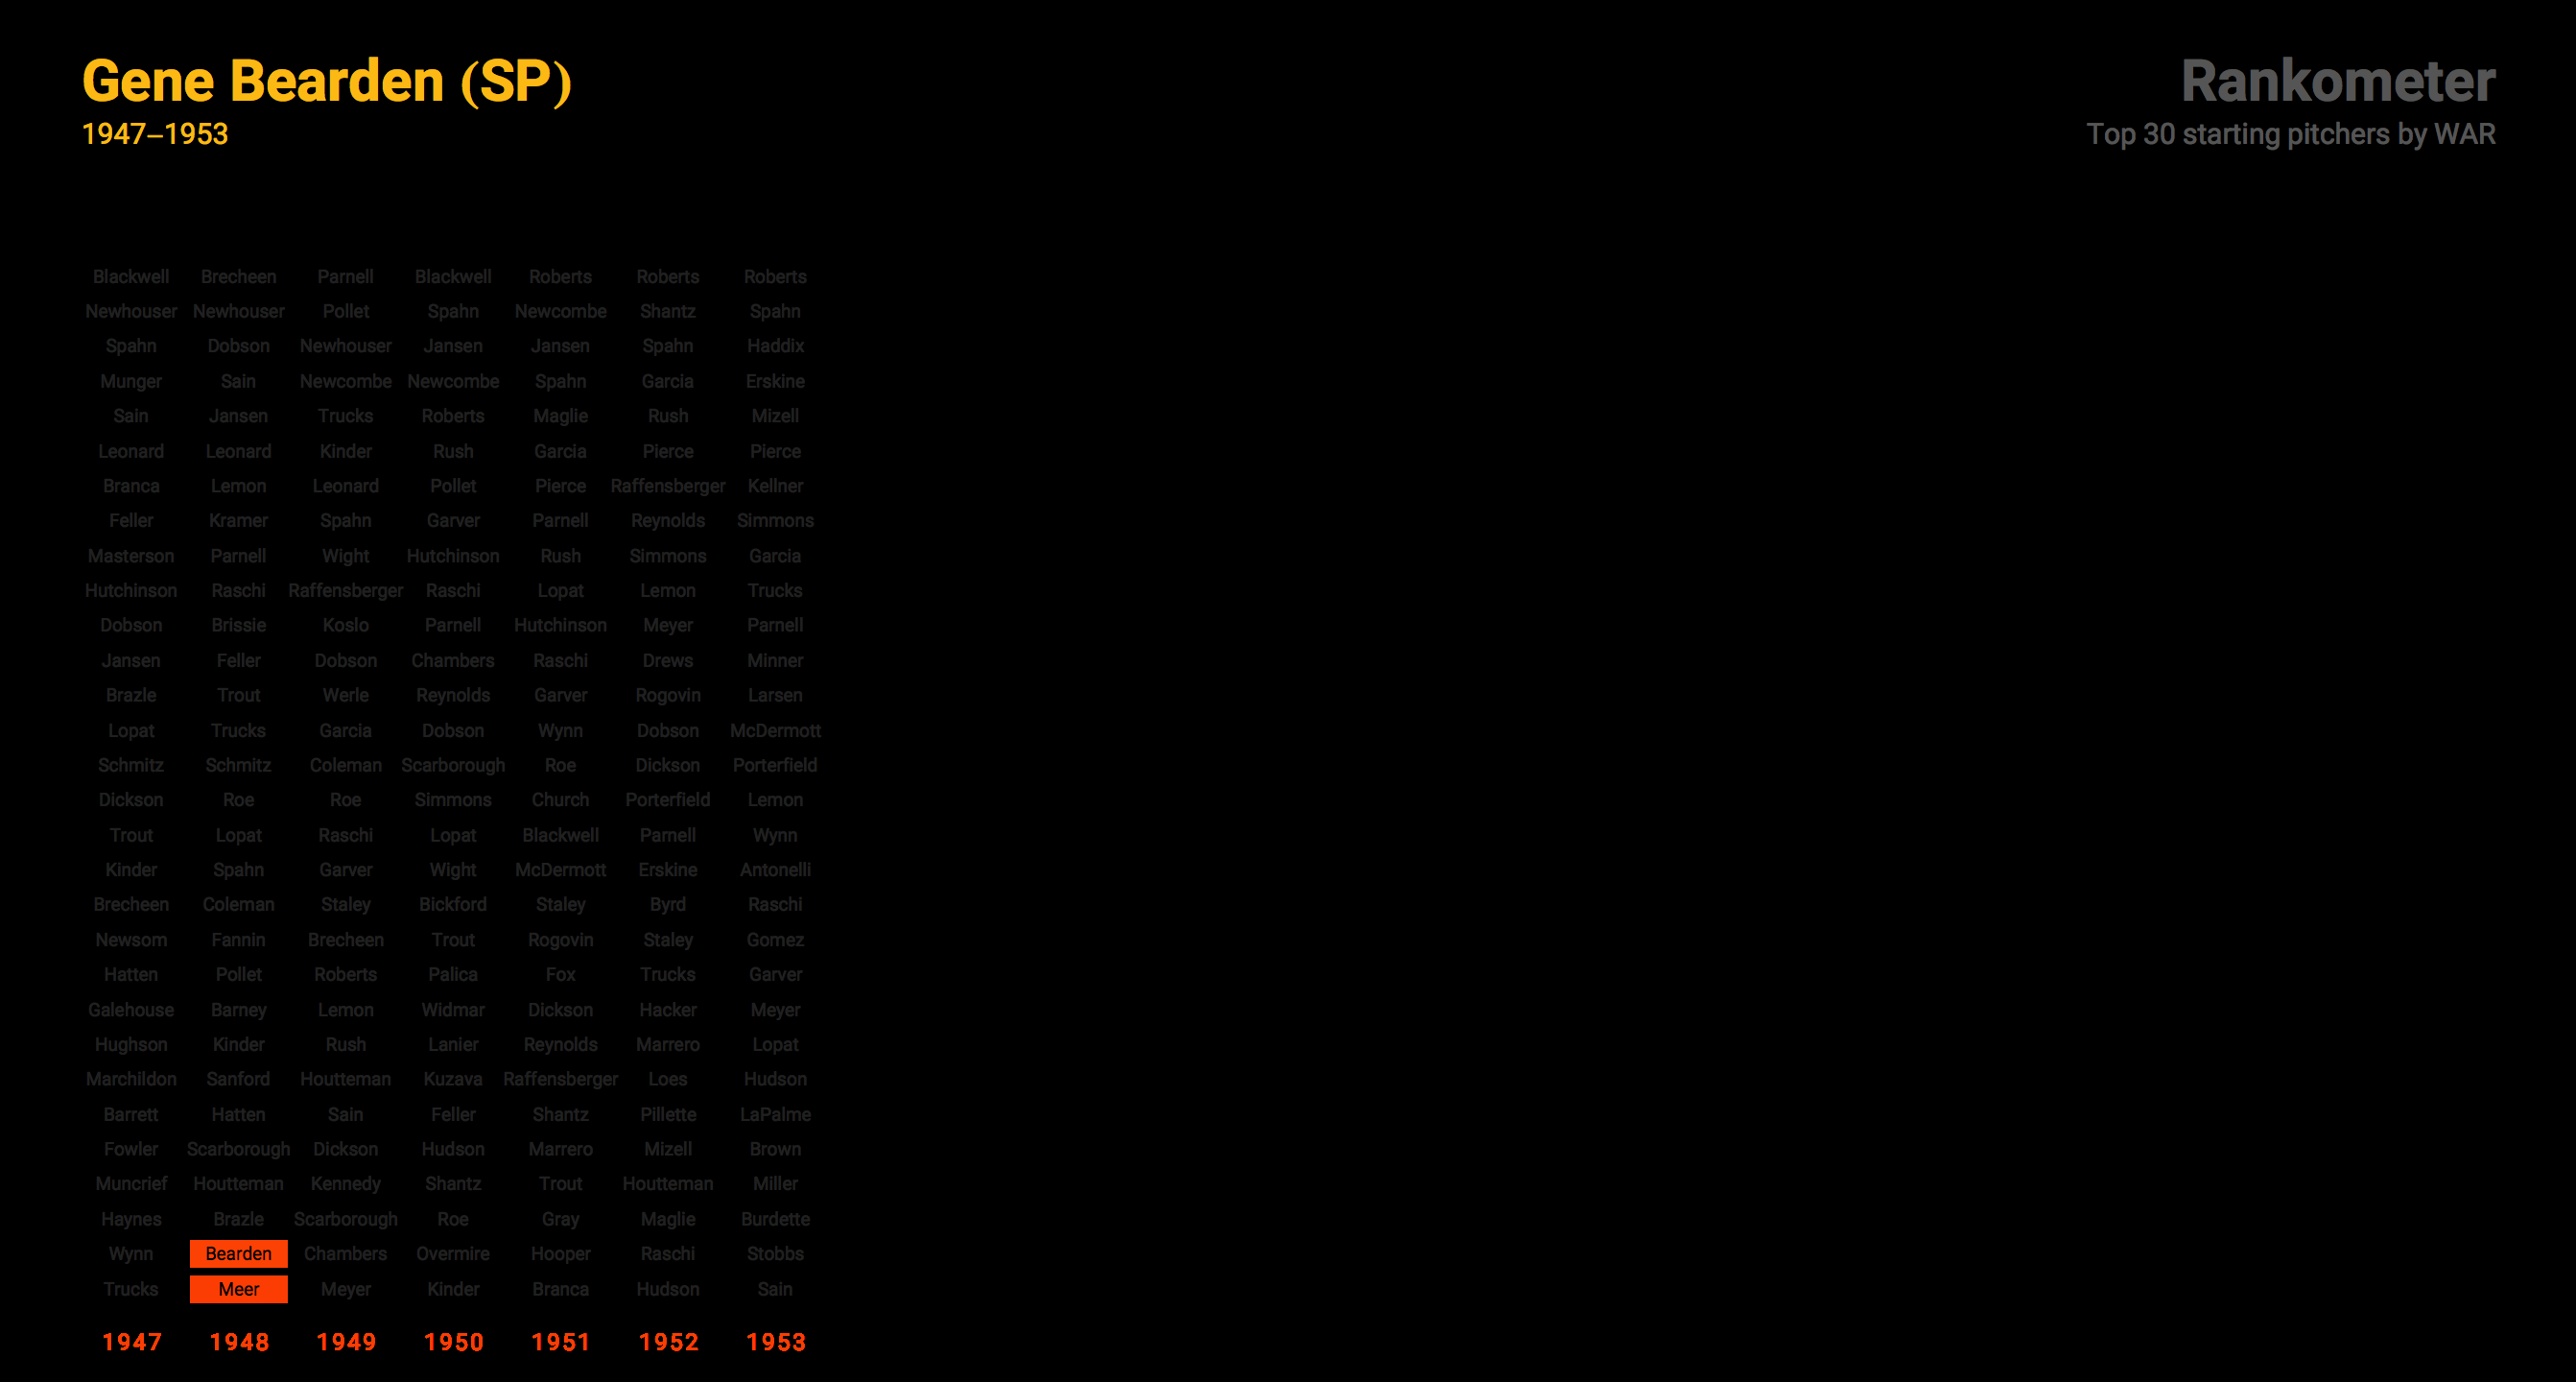 Gene Bearden (SP)
1947–1953
Rankometer
Top 30 starting pitchers by WAR
Blackwell Brecheen Parnell Blackwell Roberts Roberts Roberts
Newhouser Newhouser Pollet Spahn Newcombe Shantz Spahn
Spahn Dobson Newhouser Jansen Jansen Spahn Haddix
Munger Sain Newcombe Newcombe Spahn Garcia Erskine
Sain Jansen Trucks Roberts Maglie Rush Mizell
Leonard Leonard Kinder Rush Garcia Pierce Pierce
Branca Lemon Leonard Pollet Pierce Raffensberger Kellner
Feller Kramer Spahn Garver Parnell Reynolds Simmons
Masterson Parnell Wight Hutchinson Rush Simmons Garcia
Hutchinson Raschi Raffensberger Raschi Lopat Lemon Trucks
Dobson Brissie Koslo Parnell Hutchinson Meyer Parnell
Jansen Feller Dobson Chambers Raschi Drews Minner
Brazle Trout Werle Reynolds Garver Rogovin Larsen
Lopat Trucks Garcia Dobson Wynn Dobson McDermott
Schmitz Schmitz Coleman Scarborough Roe Dickson Porterfield
Dickson Roe Roe Simmons Church Porterfield Lemon
Trout Lopat Raschi Lopat Blackwell Parnell Wynn
Kinder Spahn Garver Wight McDermott Erskine Antonelli
Brecheen Coleman Staley Bickford Staley Byrd Raschi
Newsom Fannin Brecheen Trout Rogovin Staley Gomez
Hatten Pollet Roberts Palica Fox Trucks Garver
Galehouse Barney Lemon Widmar Dickson Hacker Meyer
Hughson Kinder Rush Lanier Reynolds Marrero Lopat
Marchildon Sanford Houtteman Kuzava Raffensberger Loes Hudson
Barrett Hatten Sain Feller Shantz Pillette LaPalme
Fowler Scarborough Dickson Hudson Marrero Mizell Brown
Muncrief Houtteman Kennedy Shantz Trout Houtteman Miller
Haynes Brazle Scarborough Roe Gray Maglie Burdette
Wynn Bearden Chambers Overmire Hooper Raschi Stobbs
Trucks Meer Meyer Kinder Branca Hudson Sain
1947 1948 1949 1950 1951 1952 1953